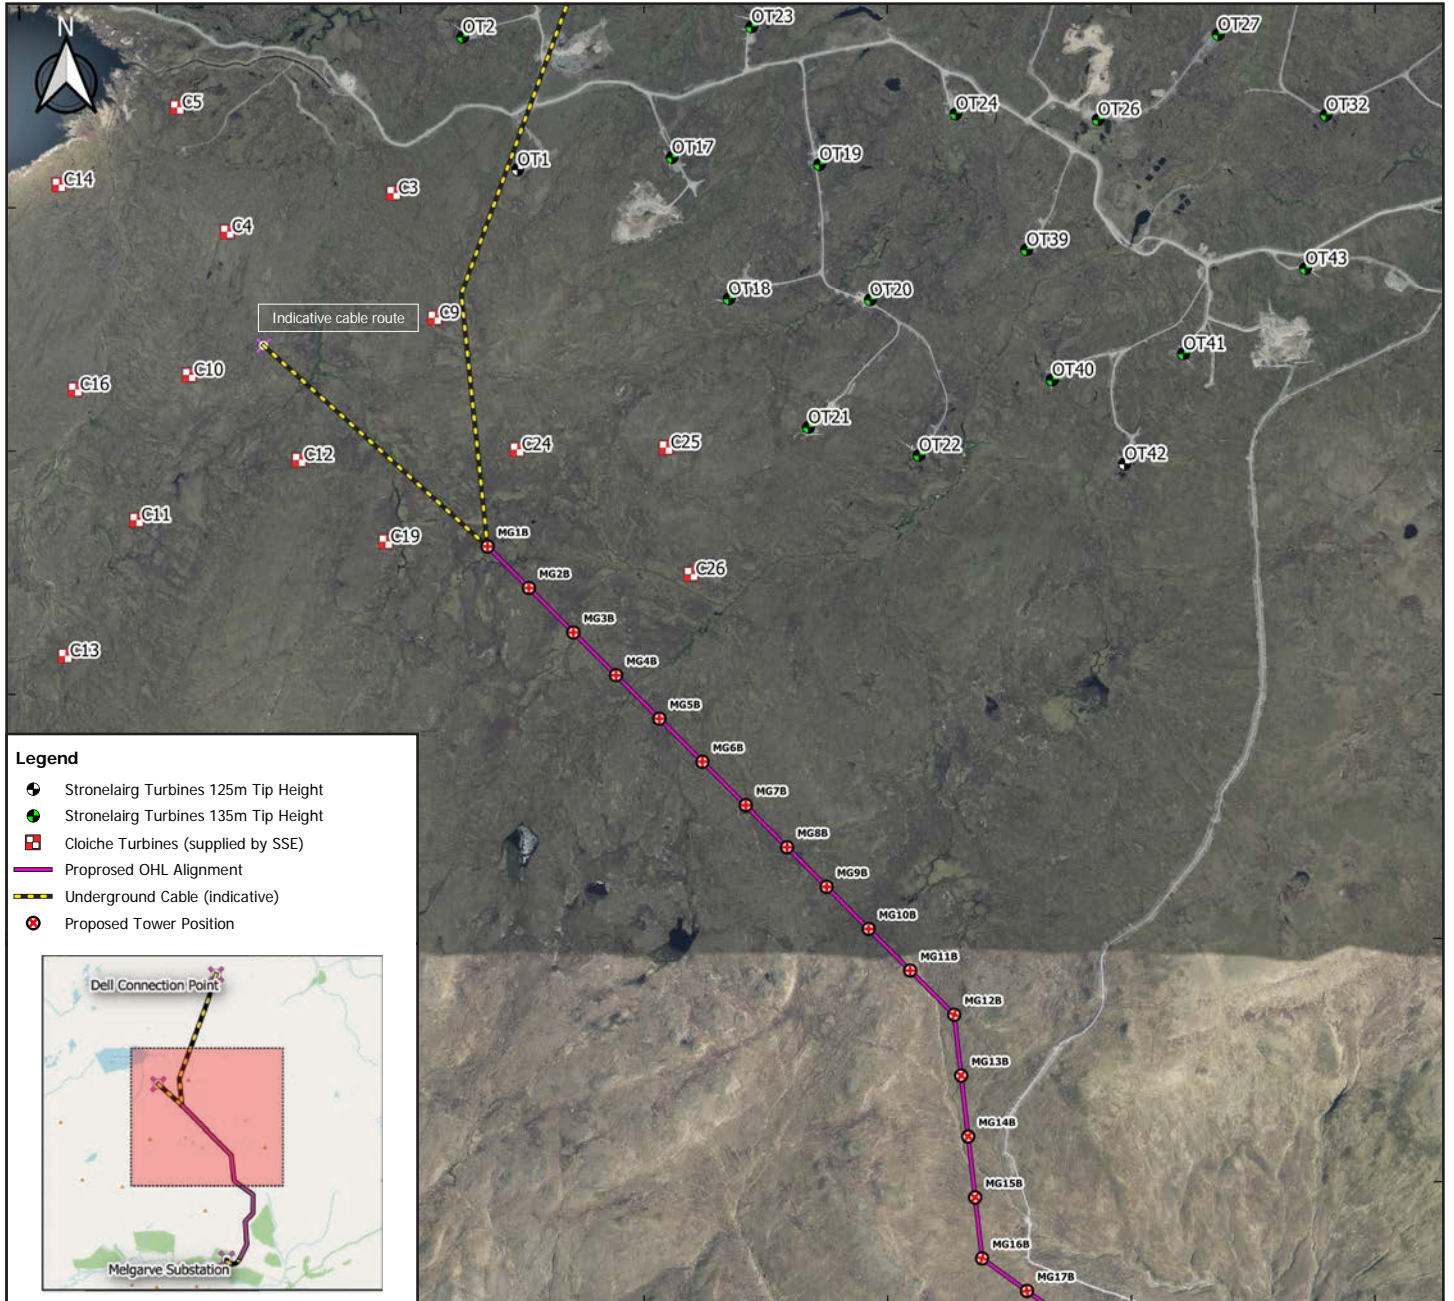 N
OT2
OT23
OT27
C5
OT24
OT26
OT32
OT1
OT17
OT19
C14
C3
C4
OT39
OT43
OT18
OT20
Indicative cable route
C9
OT41
C10
C16
OT40
OT21
C24
C25
OT22
OT42
C12
C11
C19
MG1B
C26
MG2B
MG3B
C13
MG4B
MG5B
MG6B
MG7B
MG8B
MG9B
MG10B
MG11B
MG12B
MG13B
MG14B
MG15B
MG16B
MG17B
Legend
Stronelairg Turbines 125m Tip Height
Stronelairg Turbines 135m Tip Height
Cloiche Turbines (supplied by SSE)
Proprosed OHL Alignment
Underground Cable (indicative)
Proposed Tower Position
Dell Connection Point
Melgarve Substation